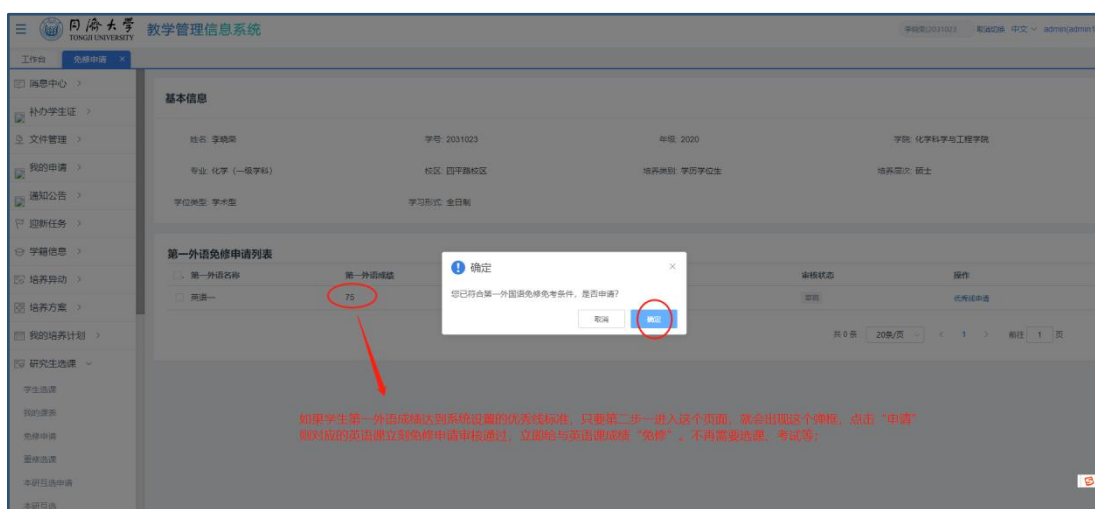 同济大学
TONGJI UNIVERSITY
教学管理信息系统
取消切换 中文
工作台 免修申请 ×
消息中心
补办学生证
文件管理
我的申请
通知公告
迎新任务
学籍信息
培养异动
培养方案
我的培养计划
研究生选课
学生选课
我的课表
免修申请
重修选课
本研互选申请
本研互选
基本信息
姓名: 学号: 2031023 年级: 2020 学院: 化学科学与工程学院
专业: 化学 (一级学科) 校区: 四平路校区 培养类别: 学历学位生 培养层次: 硕士
学位类型: 学术型 学习形式: 全日制
第一外语免修申请列表
第一外语名称 第一外语成绩 审核状态 操作
英语一 75 优秀线申请
确定 ×
您已符合第一外国语免修免考条件，是否申请？
取消 确定
共 0 条 20条/页 < 1 > 前往 1 页
如果学生第一外语成绩达到系统设置的优秀线标准，只要第二步一进入这个页面，就会出现这个弹框，点击“申请”
则对应的英语课立刻免修申请审核通过，立即给与英语课成绩“免修”、不再需要选课、考试等；